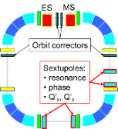 ES MS
Orbit correctors
Sextupoles:
• resonance
• phase
• Q'x, Q'y